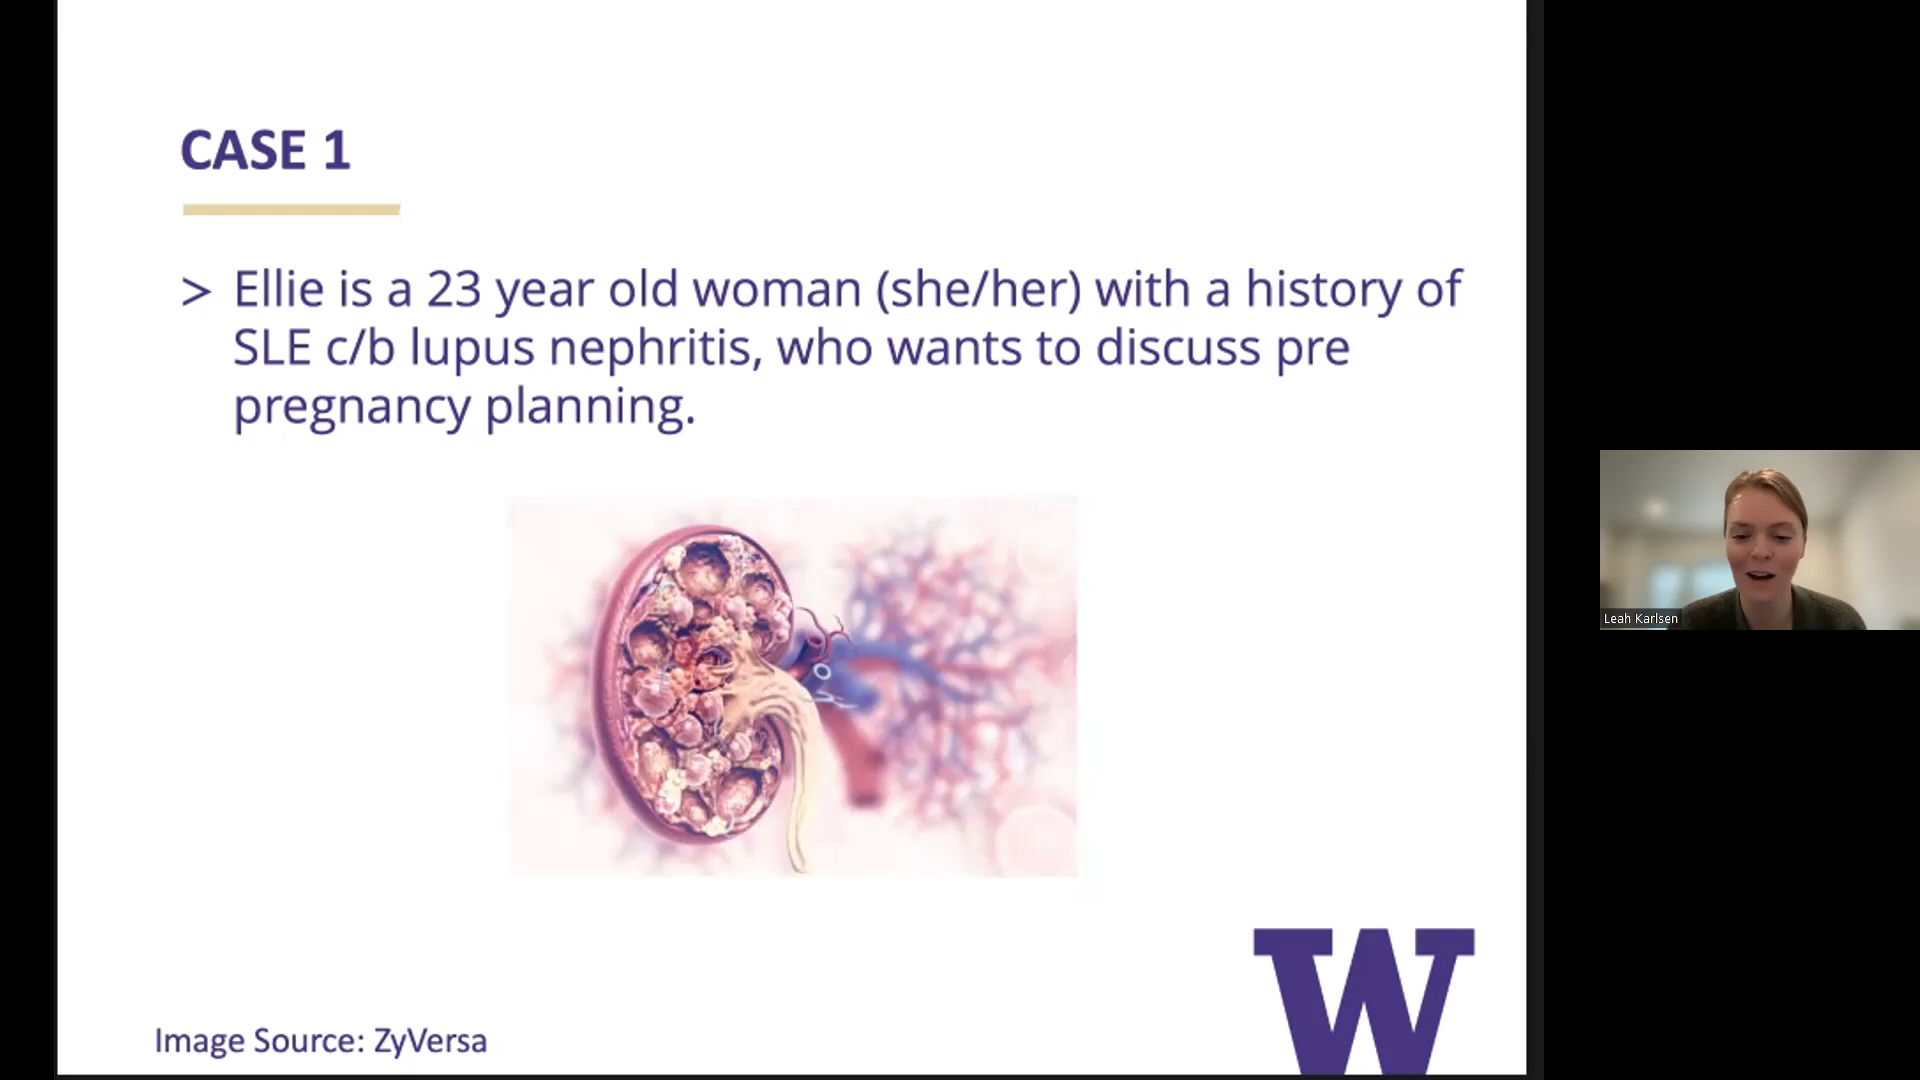 CASE 1
> Ellie is a 23 year old woman (she/her) with a history of
SLE c/b lupus nephritis, who wants to discuss pre
pregnancy planning.
Leah Karlsen
W
Image Source: ZyVersa